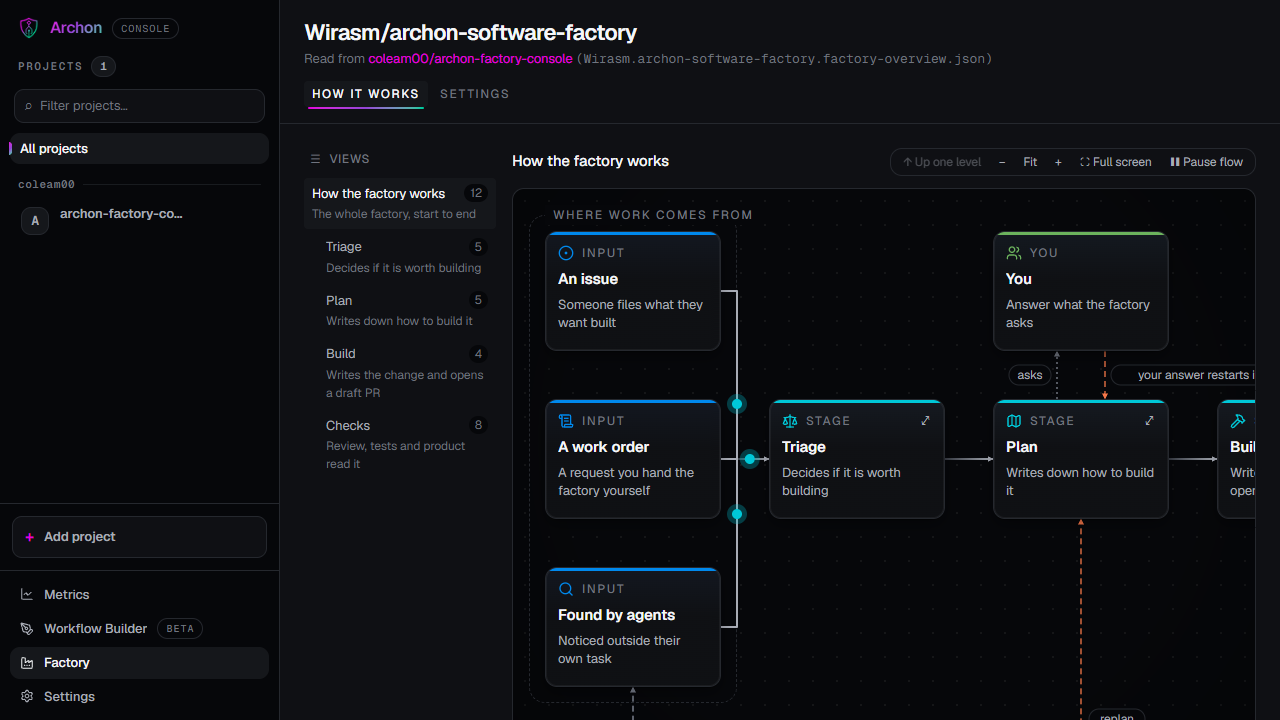 Archon CONSOLE
PROJECTS 1
Filter projects...
All projects
coleam00
A archon-factory-co...
Add project
Metrics
Workflow Builder BETA
Factory
Settings
Wirasm/archon-software-factory
Read from coleam00/archon-factory-console (Wirasm.archon-software-factory.factory-overview.json)
HOW IT WORKS SETTINGS
VIEWS
How the factory works 12
The whole factory, start to end
Triage 5
Decides if it is worth building
Plan 5
Writes down how to build it
Build 4
Writes the change and opens
a draft PR
Checks 8
Review, tests and product
read it
How the factory works
Up one level − Fit + Full screen Pause flow
WHERE WORK COMES FROM
INPUT
An issue
Someone files what they
want built
YOU
You
Answer what the factory
asks
asks
your answer restarts i
INPUT
A work order
A request you hand the
factory yourself
STAGE
Triage
Decides if it is worth
building
STAGE
Plan
Writes down how to build
it
INPUT
Found by agents
Noticed outside their
own task
replan